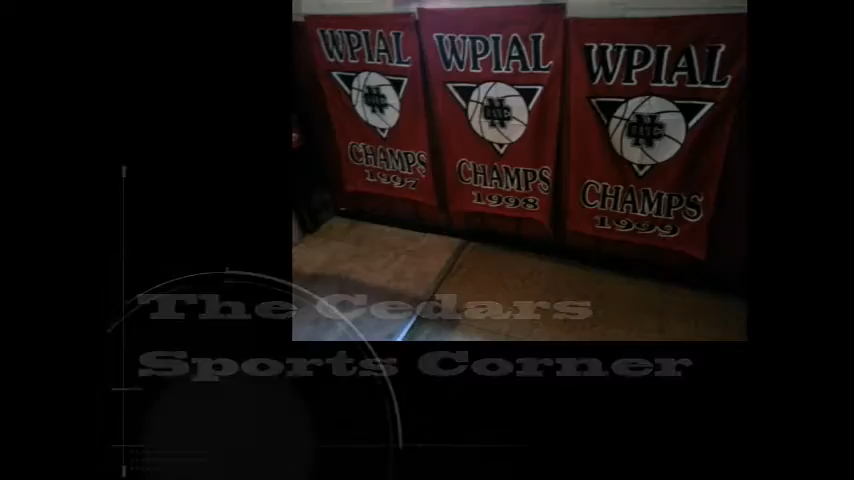 WPIAL
CHAMPS
1997
WPIAL
CHAMPS
1998
WPIAL
CHAMPS
1999
The Cedars
Sports Corner